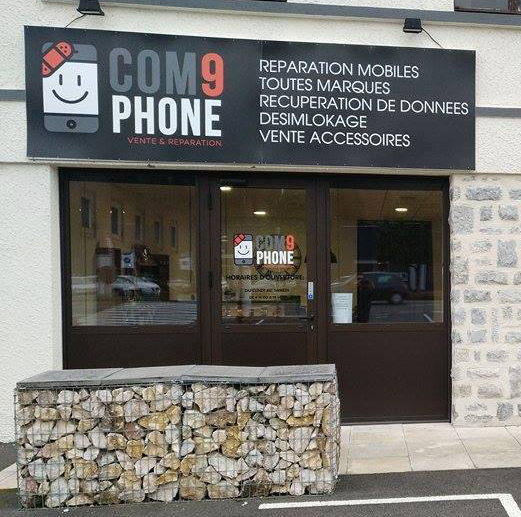 COM9
PHONE
VENTE & REPARATION
REPARATION MOBILES
TOUTES MARQUES
RECUPERATION DE DONNEES
DESIMLOKAGE
VENTE ACCESSOIRES
COM9
PHONE
HORAIRES D'OUVERTURE